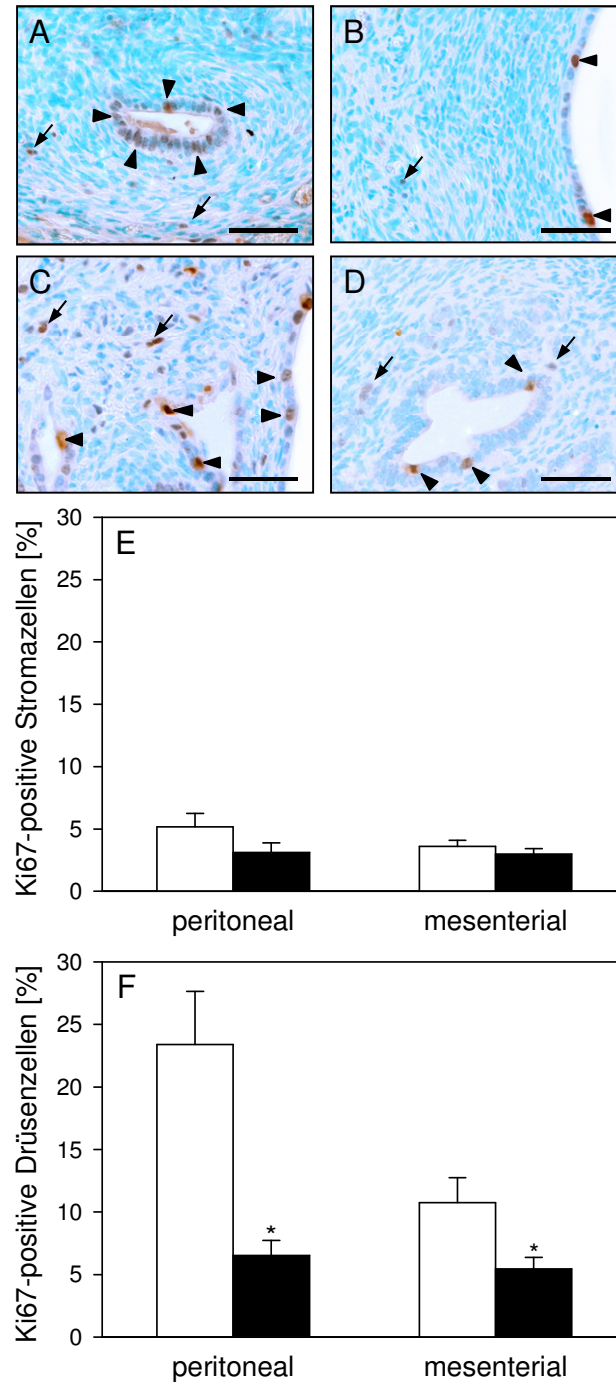 A
B
C
D
E
Ki67-positive Stromazellen [%]
30
25
20
15
10
5
0
peritoneal
mesenterial
F
Ki67-positive Drüsenzellen [%]
30
25
20
15
10
5
0
*
*
peritoneal
mesenterial